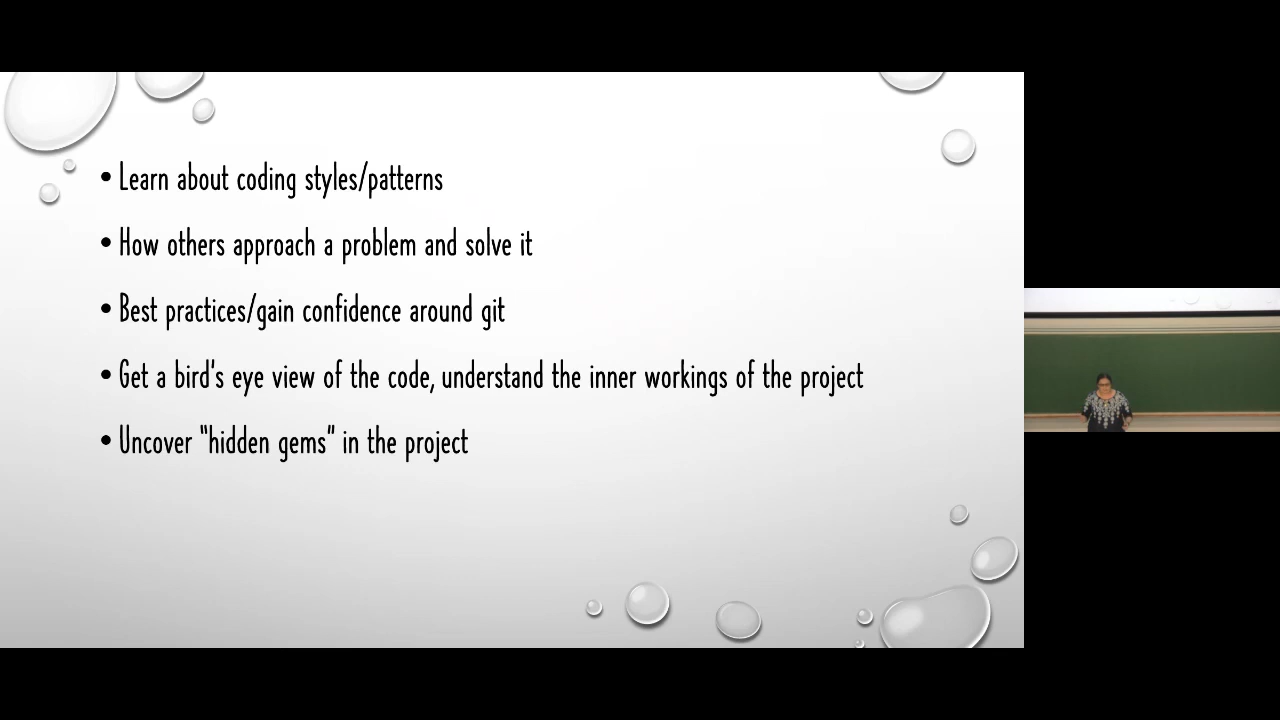 • Learn about coding styles/patterns
• How others approach a problem and solve it
• Best practices/gain confidence around git
• Get a bird's eye view of the code, understand the inner workings of the project
• Uncover “hidden gems” in the project